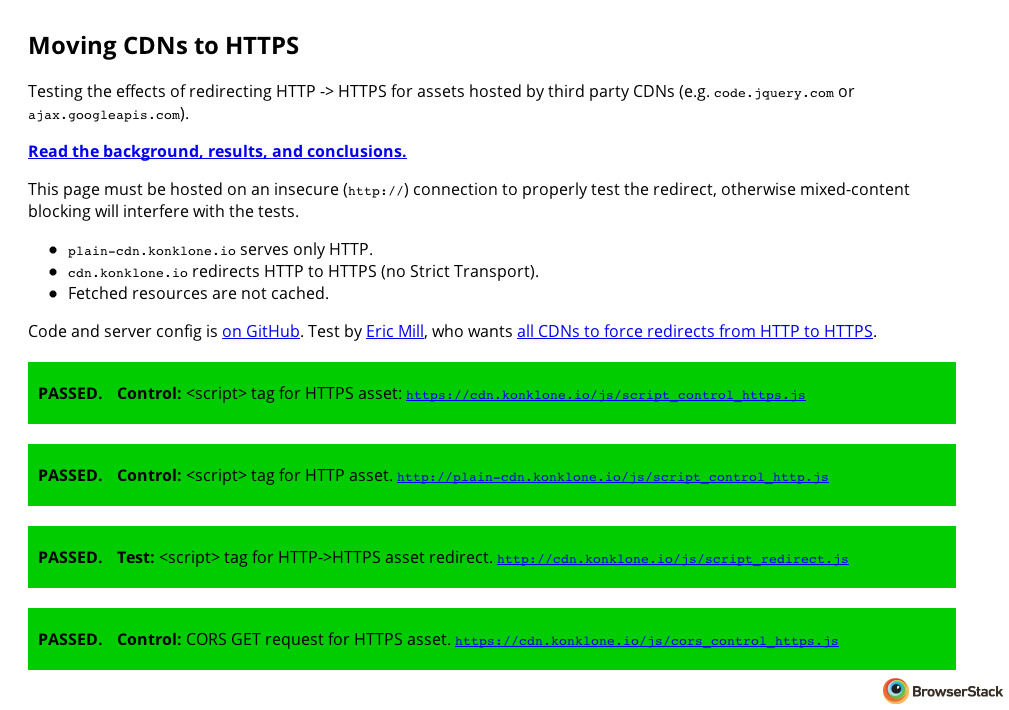 Moving CDNs to HTTPS
Testing the effects of redirecting HTTP -> HTTPS for assets hosted by third party CDNs (e.g. code.jquery.com or
ajax.googleapis.com).
Read the background, results, and conclusions.
This page must be hosted on an insecure (http://) connection to properly test the redirect, otherwise mixed-content
blocking will interfere with the tests.
• plain-cdn.konklone.io serves only HTTP.
• cdn.konklone.io redirects HTTP to HTTPS (no Strict Transport).
• Fetched resources are not cached.
Code and server config is on GitHub. Test by Eric Mill, who wants all CDNs to force redirects from HTTP to HTTPS.
PASSED. Control: <script> tag for HTTPS asset: https://cdn.konklone.io/js/script_control_https.js
PASSED. Control: <script> tag for HTTP asset. http://plain-cdn.konklone.io/js/script_control_http.js
PASSED. Test: <script> tag for HTTP->HTTPS asset redirect. http://cdn.konklone.io/js/script_redirect.js
PASSED. Control: CORS GET request for HTTPS asset. https://cdn.konklone.io/js/cors_control_https.js
BrowserStack